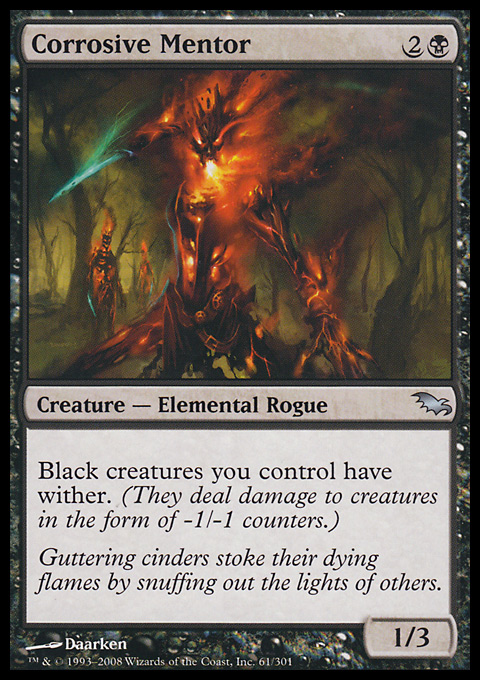 Corrosive Mentor 2
Creature — Elemental Rogue
Black creatures you control have
wither. (They deal damage to creatures
in the form of -1/-1 counters.)
Guttering cinders stoke their dying
flames by snuffing out the lights of others.
Daarken
1/3
™ & © 1993–2008 Wizards of the Coast, Inc. 61/301